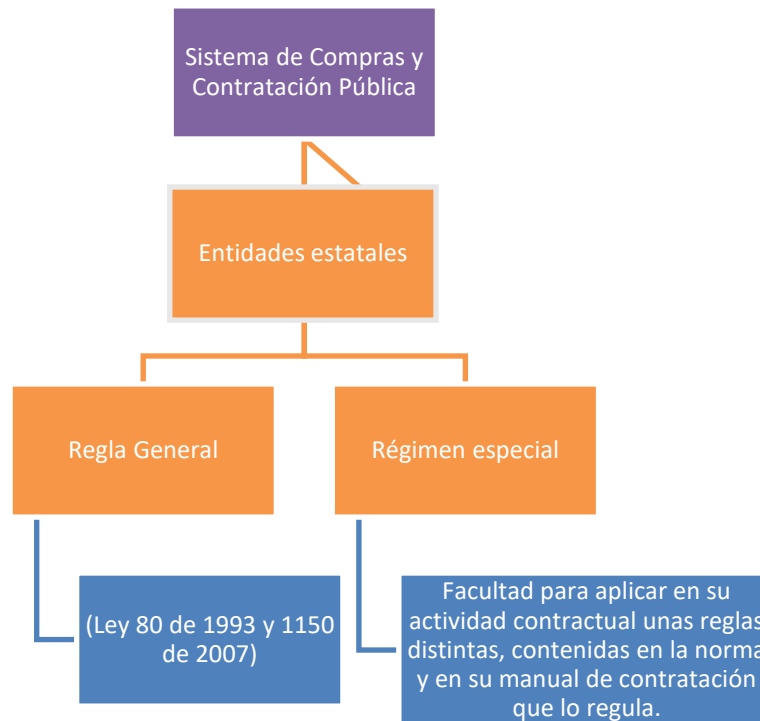 Sistema de Compras y
Contratación Pública
Entidades estatales
Regla General
Régimen especial
(Ley 80 de 1993 y 1150
de 2007)
Facultad para aplicar en su
actividad contractual unas reglas
distintas, contenidas en la norma
y en su manual de contratación
que lo regula.